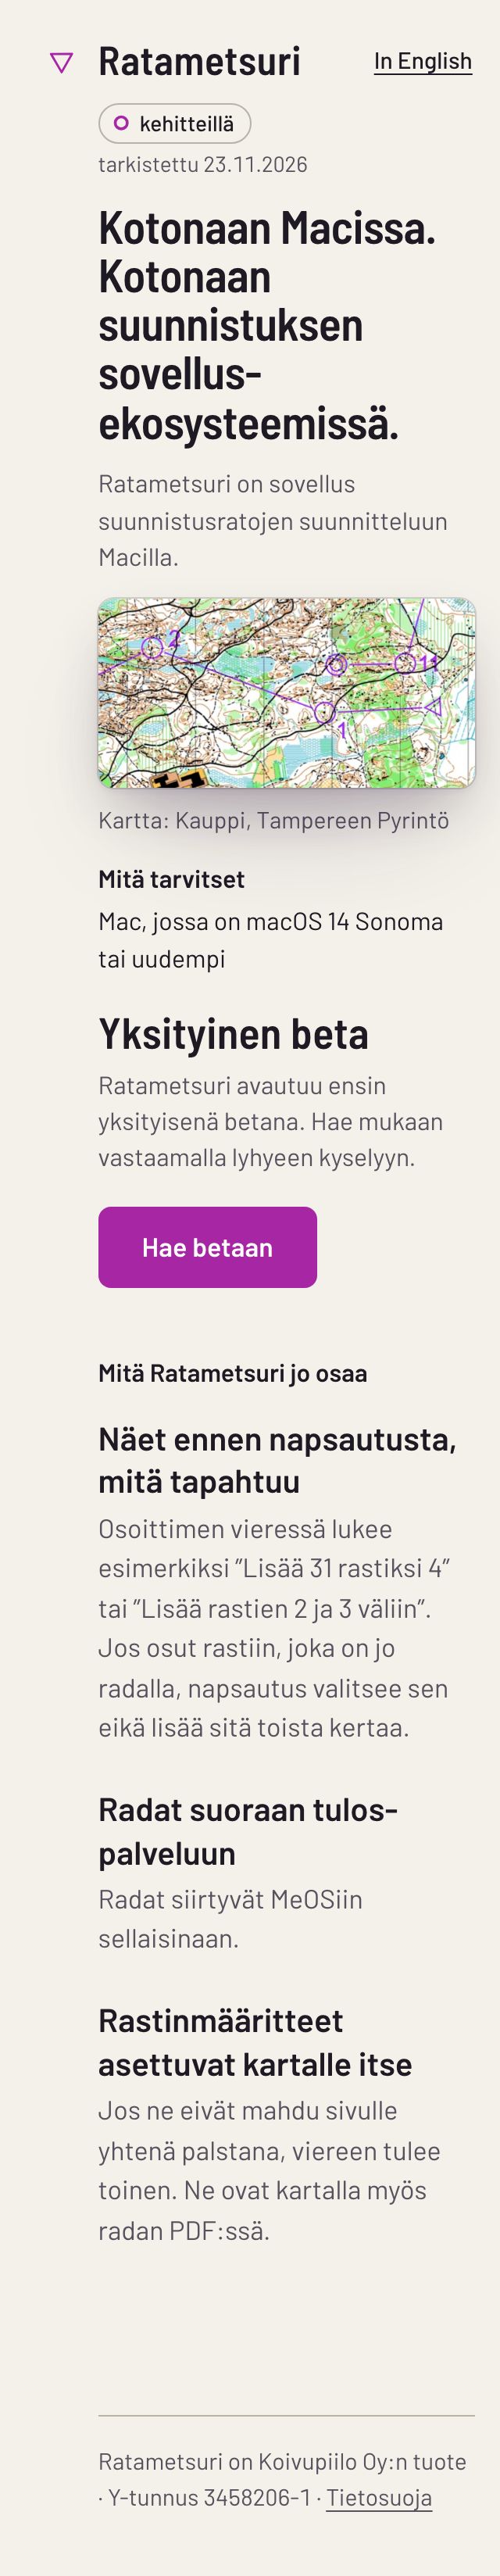 Ratametsuri
In English
kehitteillä
tarkistettu 23.11.2026
Kotonaan Macissa.
Kotonaan
suunnistuksen
sovellus-
ekosysteemissä.
Ratametsuri on sovellus
suunnistusratojen suunnitteluun
Macilla.
2
11
1
Kartta: Kauppi, Tampereen Pyrintö
Mitä tarvitset
Mac, jossa on macOS 14 Sonoma
tai uudempi
Yksityinen beta
Ratametsuri avautuu ensin
yksityisenä betana. Hae mukaan
vastaamalla lyhyeen kyselyyn.
Hae betaan
Mitä Ratametsuri jo osaa
Näet ennen napsautusta,
mitä tapahtuu
Osoittimen vieressä lukee
esimerkiksi ”Lisää 31 rastiksi 4”
tai ”Lisää rastien 2 ja 3 väliin”.
Jos osut rastiin, joka on jo
radalla, napsautus valitsee sen
eikä lisää sitä toista kertaa.
Radat suoraan tulos-
palveluun
Radat siirtyvät MeOSiin
sellaisinaan.
Rastinmääritteet
asettuvat kartalle itse
Jos ne eivät mahdu sivulle
yhtenä palstana, viereen tulee
toinen. Ne ovat kartalla myös
radan PDF:ssä.
Ratametsuri on Koivupiilo Oy:n tuote
· Y-tunnus 3458206-1 · Tietosuoja